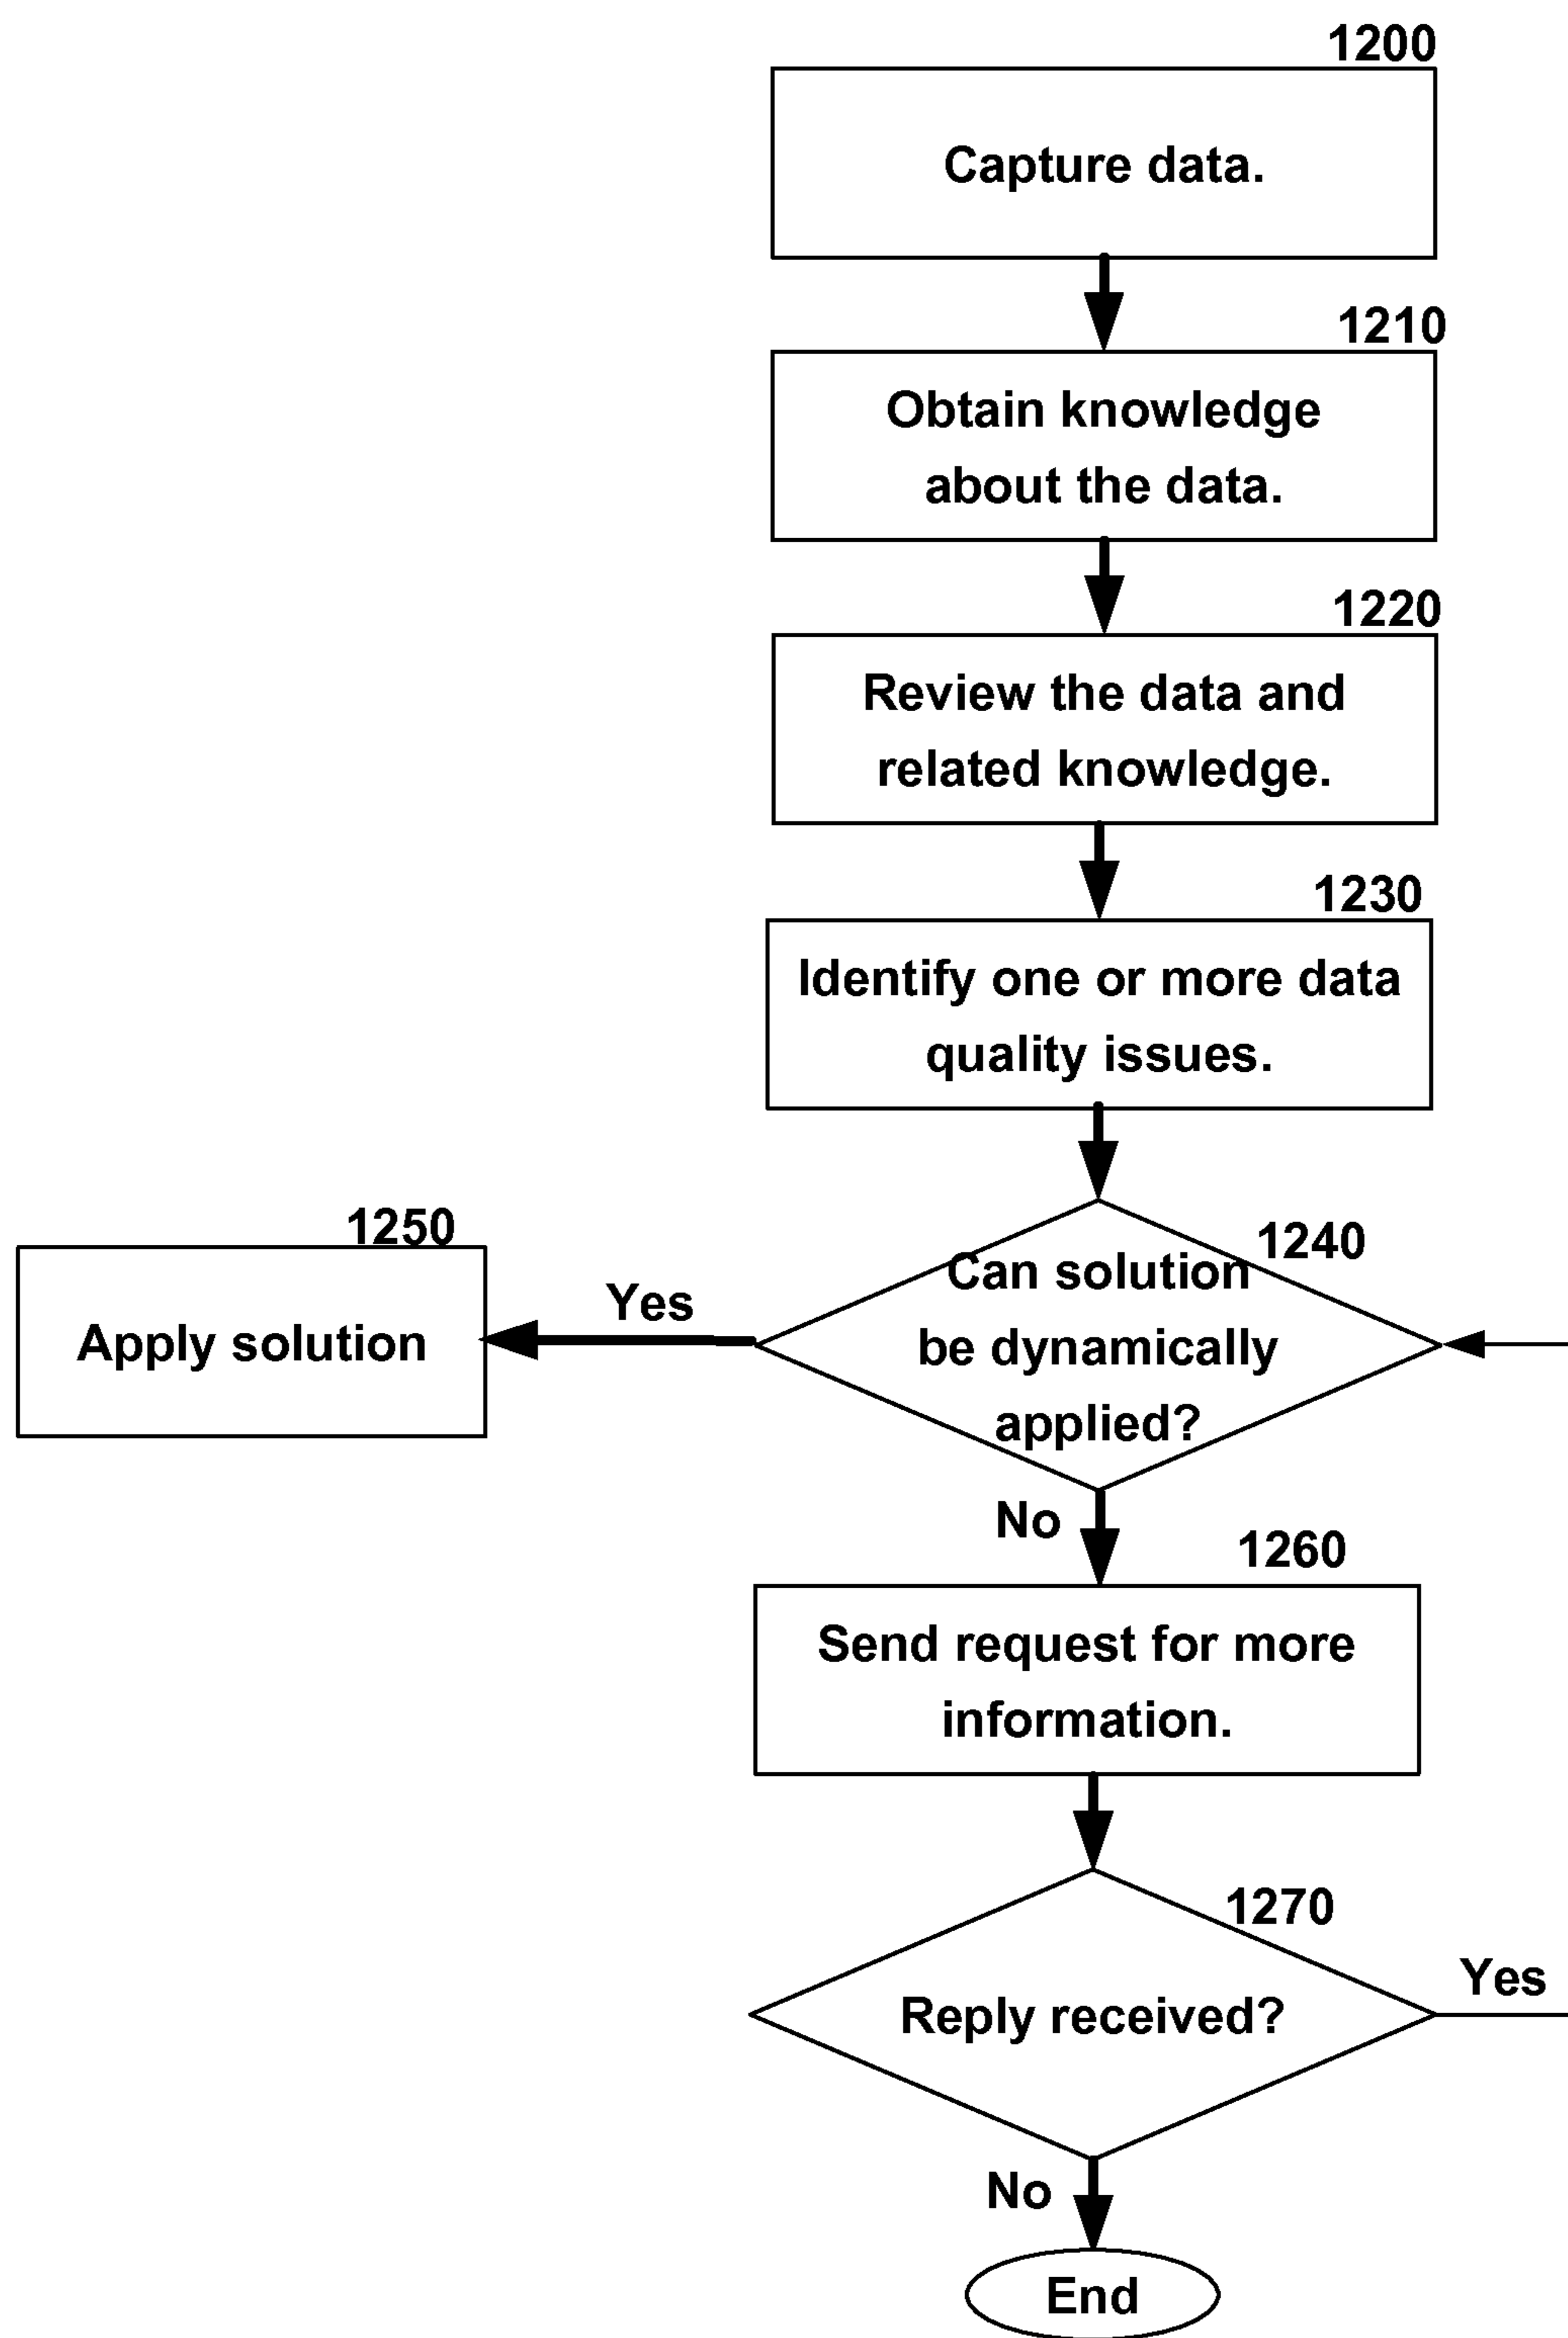 1200
Capture data.
1210
Obtain knowledge
about the data.
1220
Review the data and
related knowledge.
1230
Identify one or more data
quality issues.
1240
Can solution
be dynamically
applied?
Yes
1250
Apply solution
No
1260
Send request for more
information.
1270
Reply received?
Yes
No
End